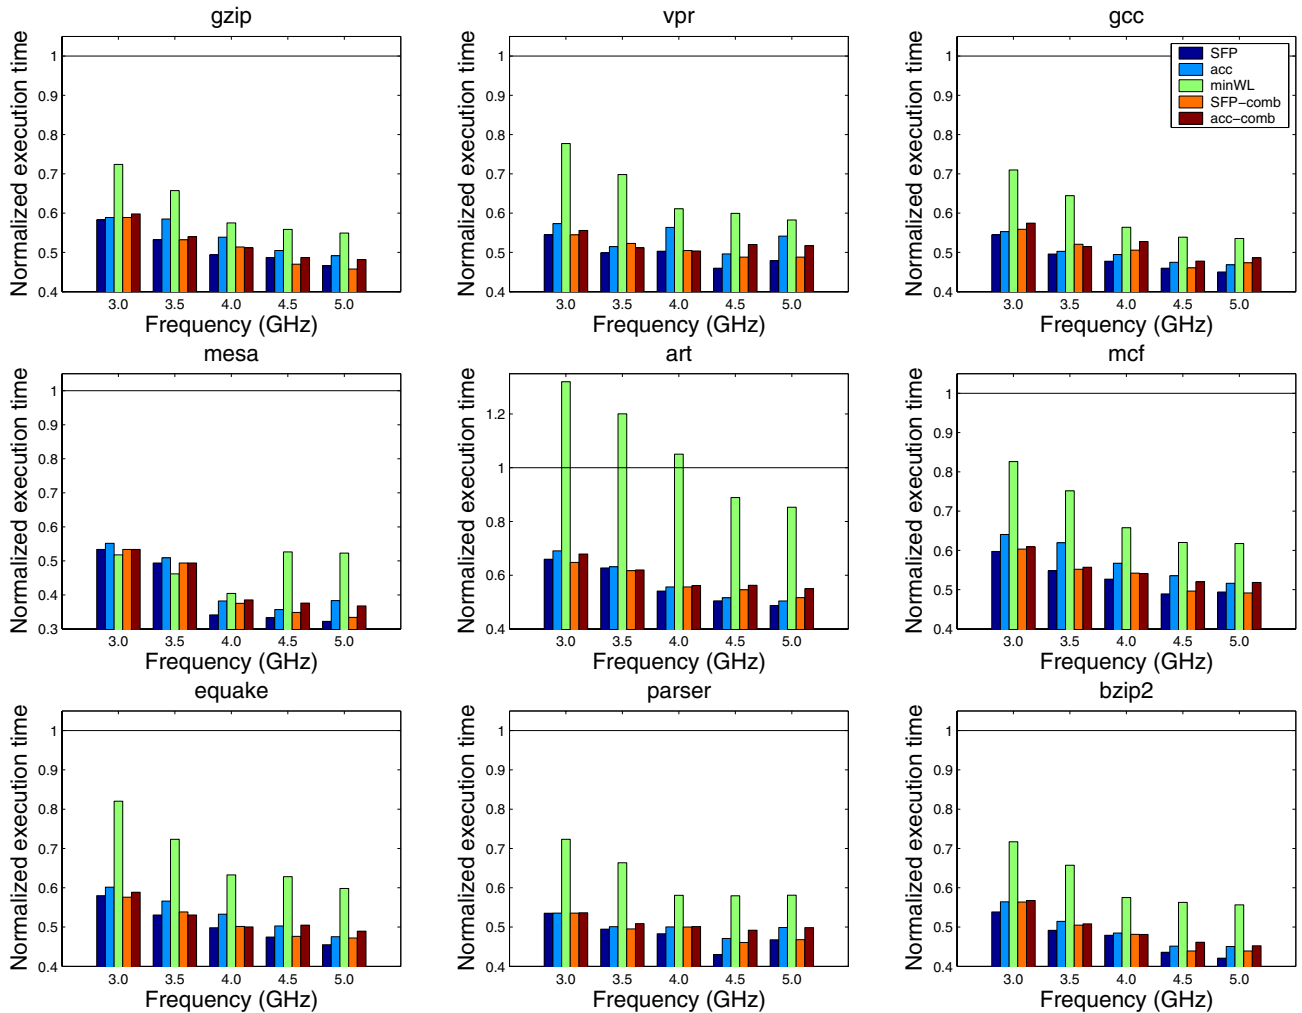 gzip
Normalized execution time
1
0.9
0.8
0.7
0.6
0.5
0.4
3.0 3.5 4.0 4.5 5.0
Frequency (GHz)
vpr
Normalized execution time
1
0.9
0.8
0.7
0.6
0.5
0.4
3.0 3.5 4.0 4.5 5.0
Frequency (GHz)
gcc
Normalized execution time
1
0.9
0.8
0.7
0.6
0.5
0.4
SFP
acc
minWL
SFP-comb
acc-comb
3.0 3.5 4.0 4.5 5.0
Frequency (GHz)
mesa
Normalized execution time
1
0.9
0.8
0.7
0.6
0.5
0.4
0.3
3.0 3.5 4.0 4.5 5.0
Frequency (GHz)
art
Normalized execution time
1.2
1
0.8
0.6
0.4
3.0 3.5 4.0 4.5 5.0
Frequency (GHz)
mcf
Normalized execution time
1
0.9
0.8
0.7
0.6
0.5
0.4
3.0 3.5 4.0 4.5 5.0
Frequency (GHz)
equake
Normalized execution time
1
0.9
0.8
0.7
0.6
0.5
0.4
3.0 3.5 4.0 4.5 5.0
Frequency (GHz)
parser
Normalized execution time
1
0.9
0.8
0.7
0.6
0.5
0.4
3.0 3.5 4.0 4.5 5.0
Frequency (GHz)
bzip2
Normalized execution time
1
0.9
0.8
0.7
0.6
0.5
0.4
3.0 3.5 4.0 4.5 5.0
Frequency (GHz)